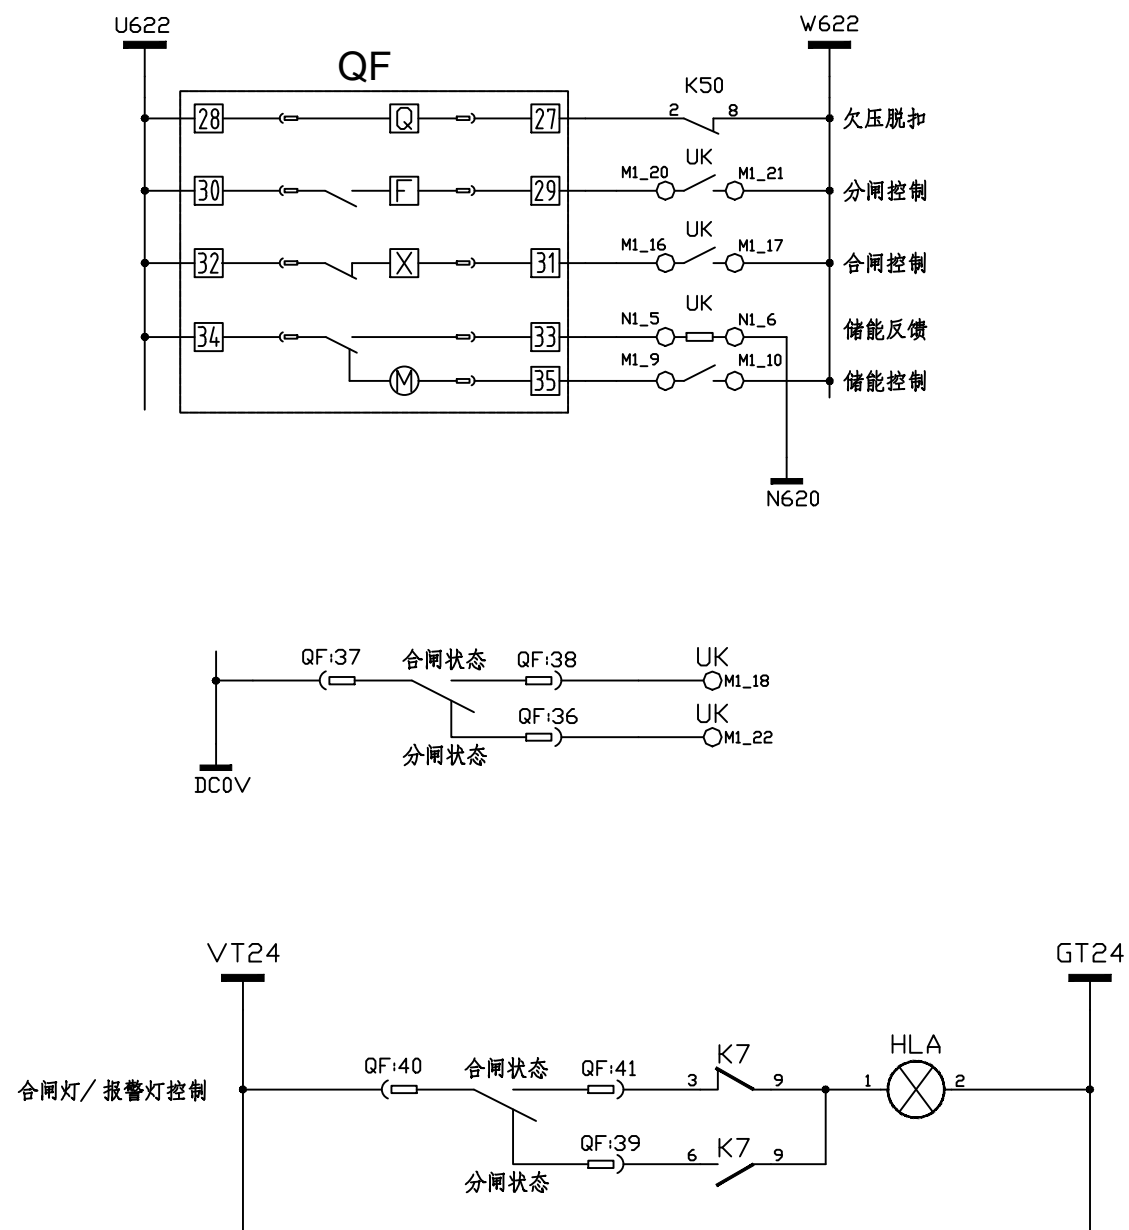 U622
W622
QF
K50
28 Q 27 2 8 欠压脱扣
UK
M1_20 M1_21
30 F 29 分闸控制
UK
M1_16 M1_17
32 X 31 合闸控制
UK
N1_5 N1_6
34 33 储能反馈
M1_9 M1_10
M 35 储能控制
N620
QF:37 合闸状态 QF:38 UK
M1_18
QF:36 UK
M1_22
分闸状态
DC0V
VT24 GT24
HLA
QF:40 合闸状态 QF:41 K7
合闸灯/报警灯控制 3 9 1 2
QF:39 K7
6 9
分闸状态